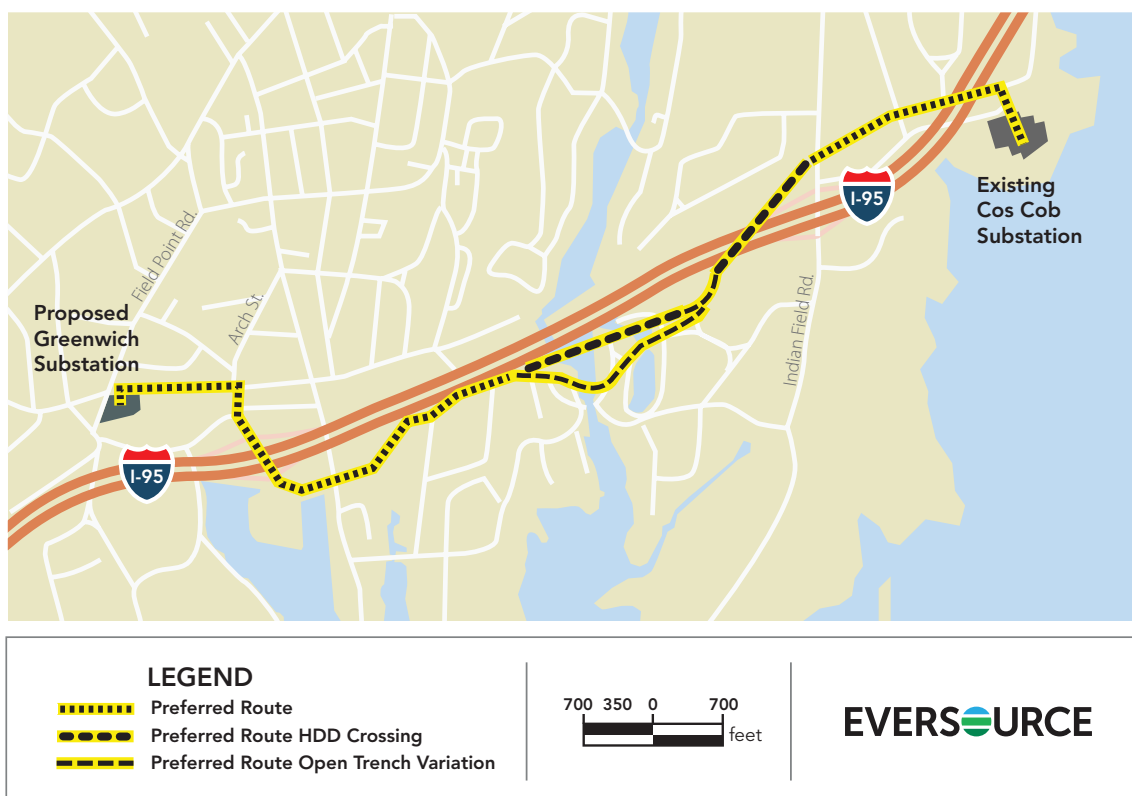 Field Point Rd.
Arch St.
Indian Field Rd.
I-95
Existing
Cos Cob
Substation
Proposed
Greenwich
Substation
I-95
LEGEND
Preferred Route
Preferred Route HDD Crossing
Preferred Route Open Trench Variation
700 350 0 700
feet
EVERSOURCE